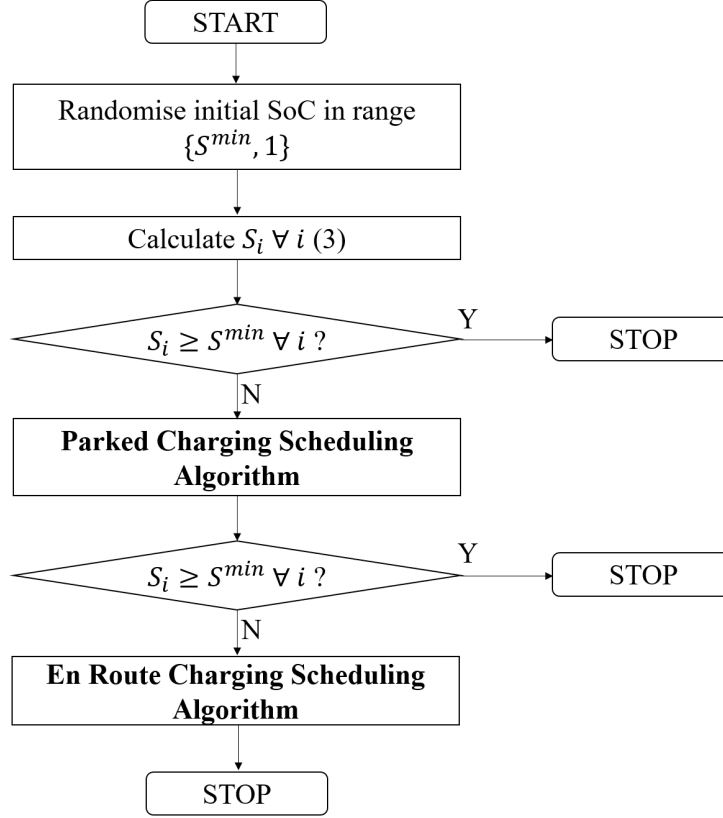 START
Randomise initial SoC in range
{S^min, 1}
Calculate S_i ∀ i (3)
S_i ≥ S^min ∀ i ?
Y
STOP
N
Parked Charging Scheduling
Algorithm
S_i ≥ S^min ∀ i ?
Y
STOP
N
En Route Charging Scheduling
Algorithm
STOP